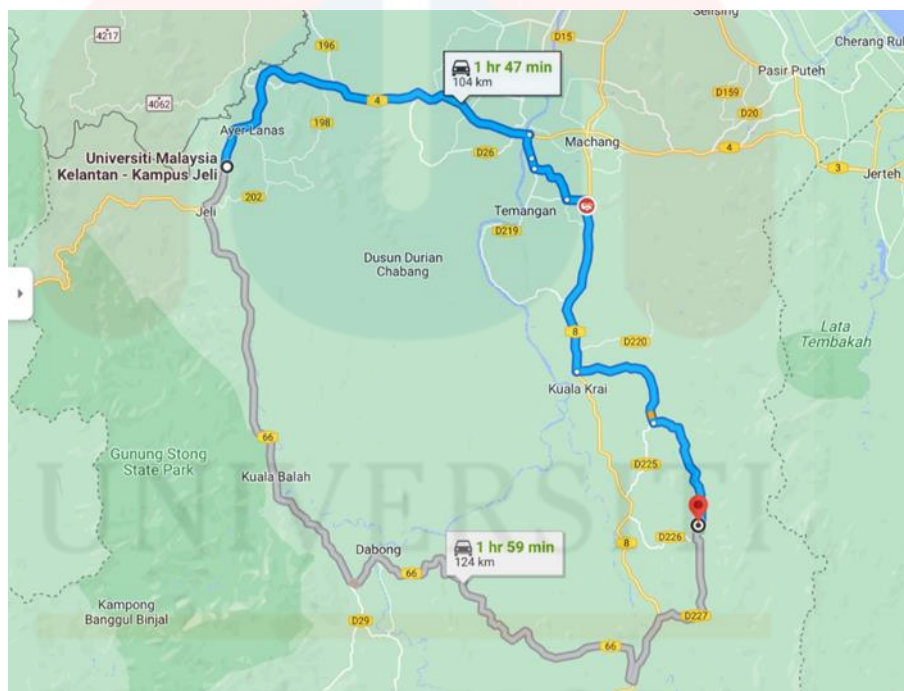 Selising
4217
196
D15
1 hr 47 min
104 km
Cherang Ru
Pasir Puteh
D159
4062
4
D20
Ayer Lanas
198
D26
Machang
4
3
Universiti Malaysia
Kelantan - Kampus Jeli
Jerteh
202
Jeli
Temangan
D219
Dusun Durian
Chabang
8
D220
Lata
Tembakah
Kuala Krai
66
Gunung Stong
State Park
D225
Kuala Balah
UNIVERSITI
D226
1 hr 59 min
124 km
8
Dabong
66
Kampong
Banggul Binjal
D29
D227
66